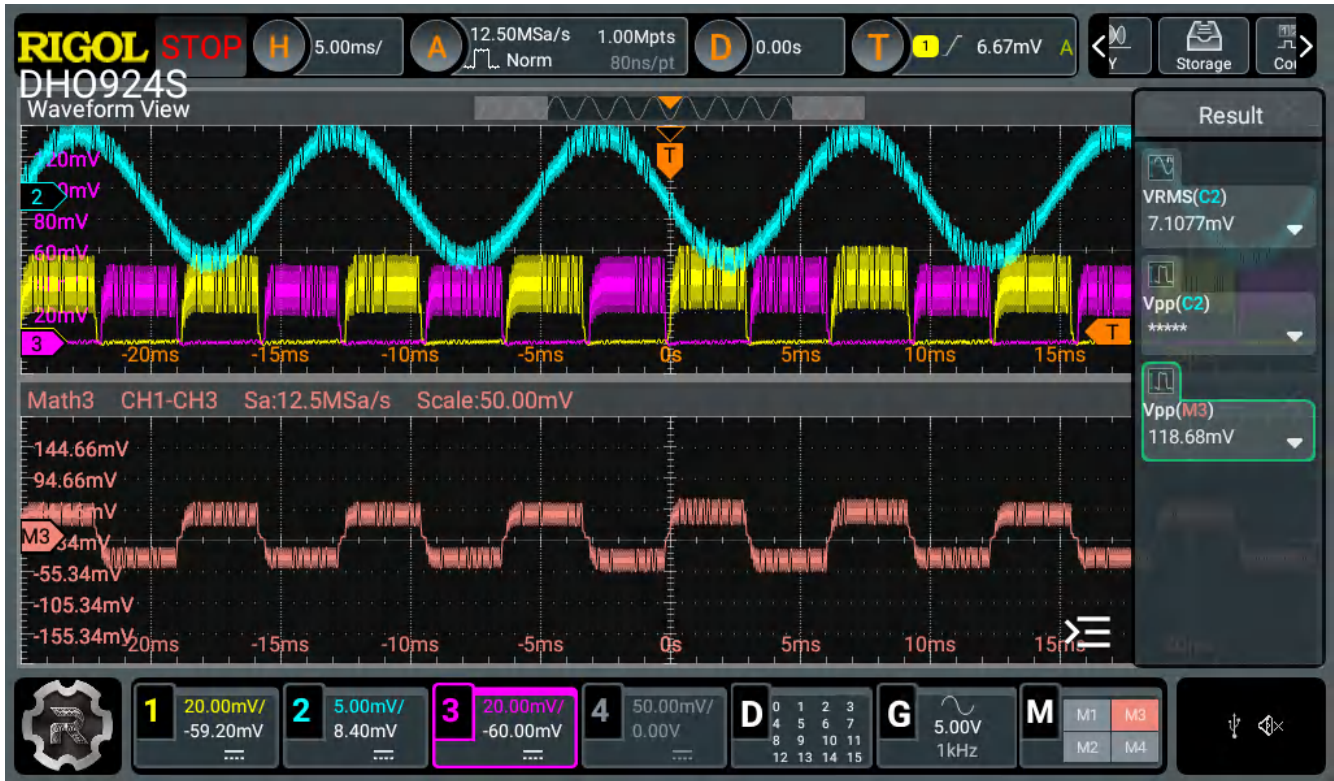 RIGOL STOP H 5.00ms/ A 12.50MSa/s 1.00Mpts D 0.00s T 1 6.67mV A
Norm 80ns/pt
Storage
DHO924S
Waveform View
Result
VRMS(C2)
7.1077mV
Vpp(C2)
*****
Vpp(M3)
118.68mV
2
80mV
60mV
20mV
3
T
T
-20ms -15ms -10ms -5ms 0s 5ms 10ms 15ms
Math3 CH1-CH3 Sa:12.5MSa/s Scale:50.00mV
144.66mV
94.66mV
M3
-55.34mV
-105.34mV
-155.34mV
-20ms -15ms -10ms -5ms 0s 5ms 10ms
1 20.00mV/ 2 5.00mV/ 3 20.00mV/ 4 50.00mV/ D 0 1 2 3 G 5.00V M M1 M3
-59.20mV 8.40mV -60.00mV 0.00V 4 5 6 7 1kHz M2 M4
8 9 10 11
12 13 14 15